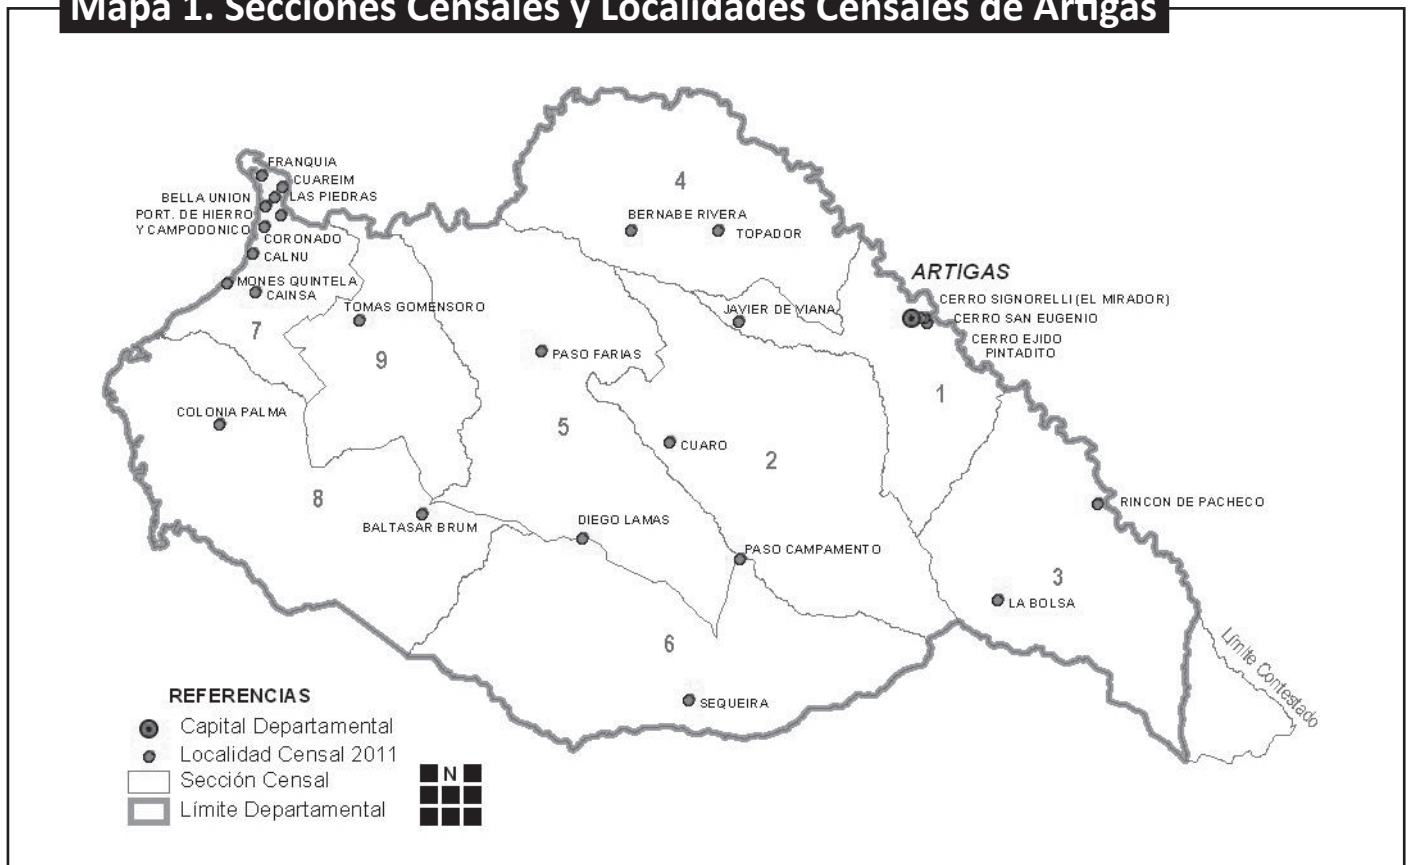 Mapa 1. Secciones Censales y Localidades Censales de Artigas
FRANQUIA
CUAREIM
LAS PIEDRAS
BELLA UNION
PORT. DE HIERRO
Y CAMPODONICO
CORONADO
CALNU
MONES QUINTELA
CAINSA
TOMAS GOMENSORO
7
9
4
BERNABE RIVERA
TOPADOR
ARTIGAS
CERRO SIGNORELLI (EL MIRADOR)
CERRO SAN EUGENIO
CERRO EJIDO
PINTADITO
JAVIER DE VIANA
PASO FARIAS
1
COLONIA PALMA
5
CUARO
2
8
BALTASAR BRUM
DIEGO LAMAS
PASO CAMPAMENTO
RINCON DE PACHECO
3
LA BOLSA
6
SEQUEIRA
Límite Contestado
REFERENCIAS
Capital Departamental
Localidad Censal 2011
Sección Censal
Límite Departamental
N